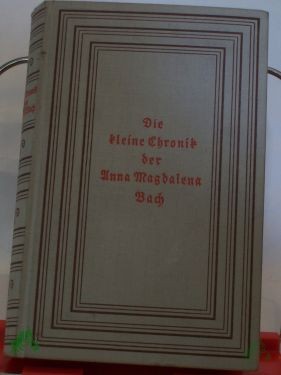 Die
kleine Chronik
der
Anna Magdalena
Bach